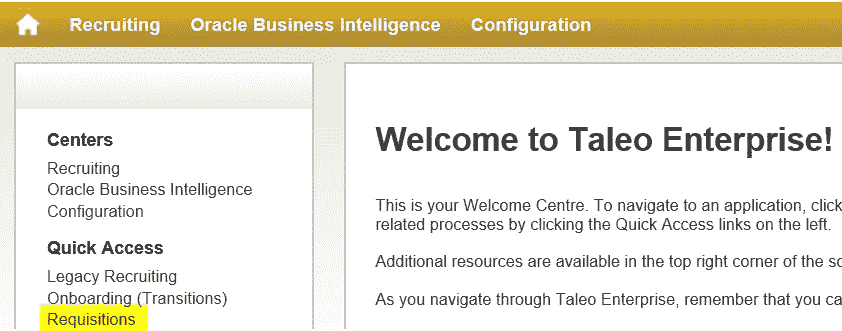 Recruiting Oracle Business Intelligence Configuration
Centers
Recruiting
Oracle Business Intelligence
Configuration
Quick Access
Legacy Recruiting
Onboarding (Transitions)
Requisitions
Welcome to Taleo Enterprise!
This is your Welcome Centre. To navigate to an application, click
related processes by clicking the Quick Access links on the left.
Additional resources are available in the top right corner of the
As you navigate through Taleo Enterprise, remember that you